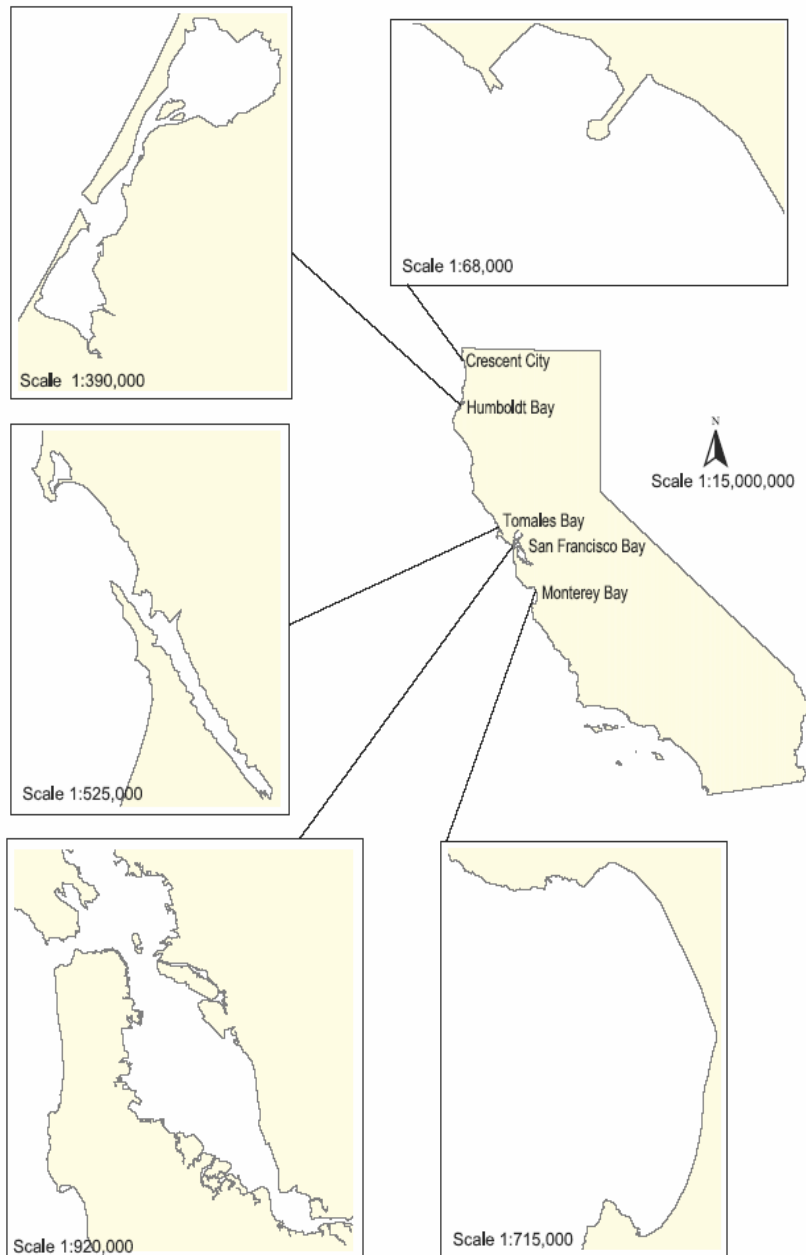 Scale 1:68,000
Scale 1:390,000
Crescent City
Humboldt Bay
N
Scale 1:15,000,000
Tomales Bay
San Francisco Bay
Monterey Bay
Scale 1:525,000
Scale 1:920,000
Scale 1:715,000